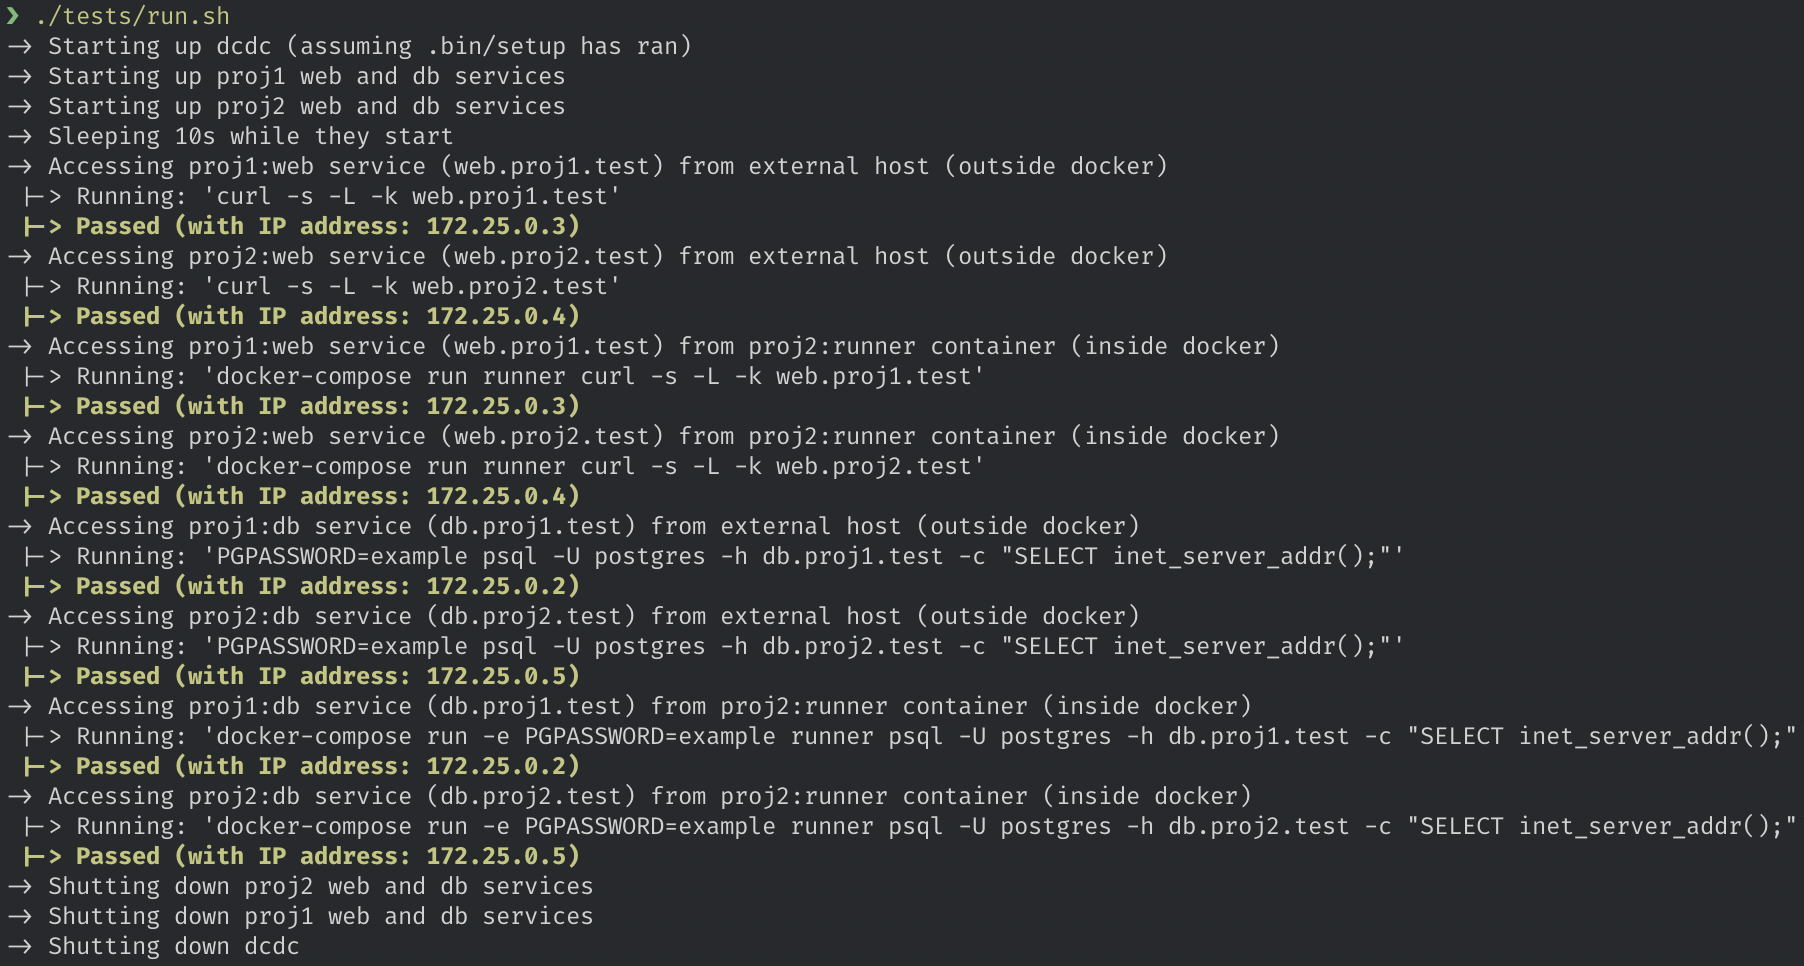 ❯ ./tests/run.sh
→ Starting up dcdc (assuming .bin/setup has ran)
→ Starting up proj1 web and db services
→ Starting up proj2 web and db services
→ Sleeping 10s while they start
→ Accessing proj1:web service (web.proj1.test) from external host (outside docker)
├─> Running: 'curl -s -L -k web.proj1.test'
├─> Passed (with IP address: 172.25.0.3)
→ Accessing proj2:web service (web.proj2.test) from external host (outside docker)
├─> Running: 'curl -s -L -k web.proj2.test'
├─> Passed (with IP address: 172.25.0.4)
→ Accessing proj1:web service (web.proj1.test) from proj2:runner container (inside docker)
├─> Running: 'docker-compose run runner curl -s -L -k web.proj1.test'
├─> Passed (with IP address: 172.25.0.3)
→ Accessing proj2:web service (web.proj2.test) from proj2:runner container (inside docker)
├─> Running: 'docker-compose run runner curl -s -L -k web.proj2.test'
├─> Passed (with IP address: 172.25.0.4)
→ Accessing proj1:db service (db.proj1.test) from external host (outside docker)
├─> Running: 'PGPASSWORD=example psql -U postgres -h db.proj1.test -c "SELECT inet_server_addr();"'
├─> Passed (with IP address: 172.25.0.2)
→ Accessing proj2:db service (db.proj2.test) from external host (outside docker)
├─> Running: 'PGPASSWORD=example psql -U postgres -h db.proj2.test -c "SELECT inet_server_addr();"'
├─> Passed (with IP address: 172.25.0.5)
→ Accessing proj1:db service (db.proj1.test) from proj2:runner container (inside docker)
├─> Running: 'docker-compose run -e PGPASSWORD=example runner psql -U postgres -h db.proj1.test -c "SELECT inet_server_addr();"
├─> Passed (with IP address: 172.25.0.2)
→ Accessing proj2:db service (db.proj2.test) from proj2:runner container (inside docker)
├─> Running: 'docker-compose run -e PGPASSWORD=example runner psql -U postgres -h db.proj2.test -c "SELECT inet_server_addr();"
├─> Passed (with IP address: 172.25.0.5)
→ Shutting down proj2 web and db services
→ Shutting down proj1 web and db services
→ Shutting down dcdc